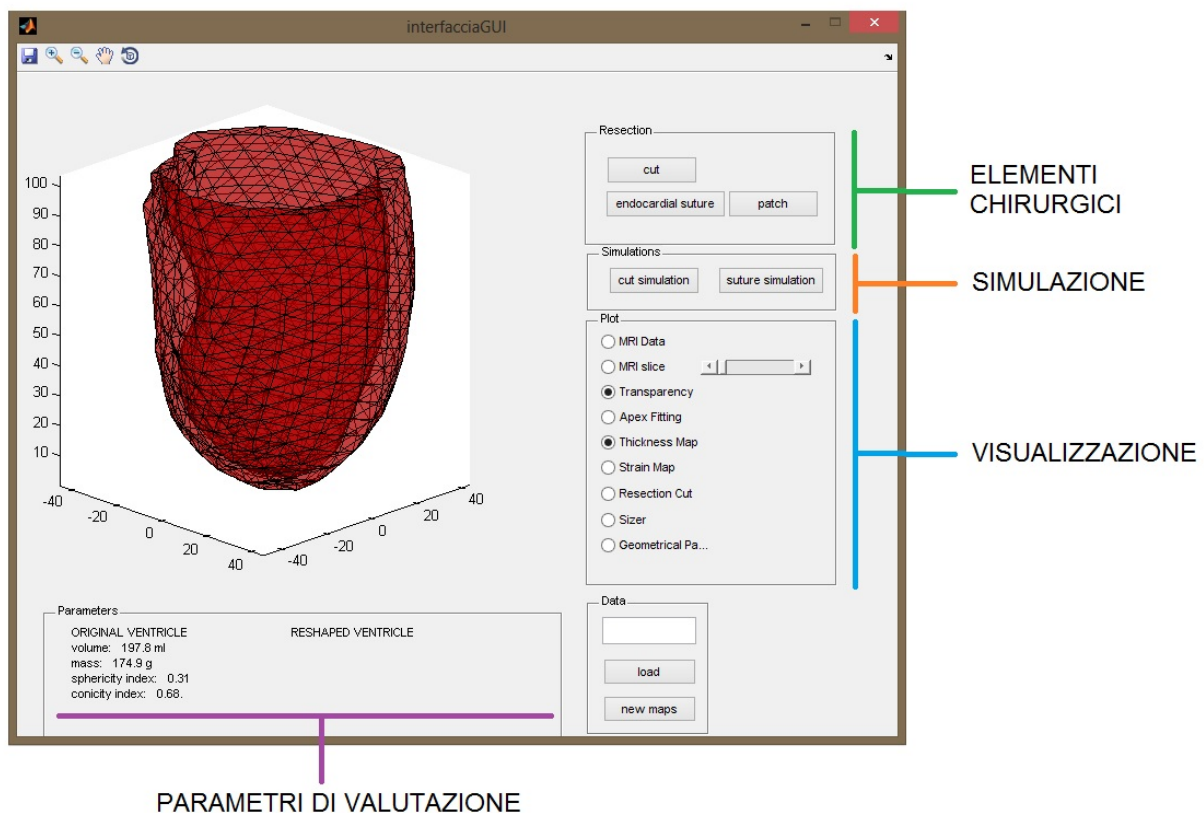 interfacciaGUI
Resection
cut
endocardial suture
patch
Simulations
cut simulation
suture simulation
Plot
MRI Data
MRI slice
Transparency
Apex Fitting
Thickness Map
Strain Map
Resection Cut
Sizer
Geometrical Pa...
100
90
80
70
60
50
40
30
20
10
-40
-20
0
20
40
-40
-20
0
20
40
Parameters
ORIGINAL VENTRICLE
volume: 197.8 ml
mass: 174.9 g
sphericity index: 0.31
conicity index: 0.68.
RESHAPED VENTRICLE
Data
load
new maps
ELEMENTI
CHIRURGICI
SIMULAZIONE
VISUALIZZAZIONE
PARAMETRI DI VALUTAZIONE